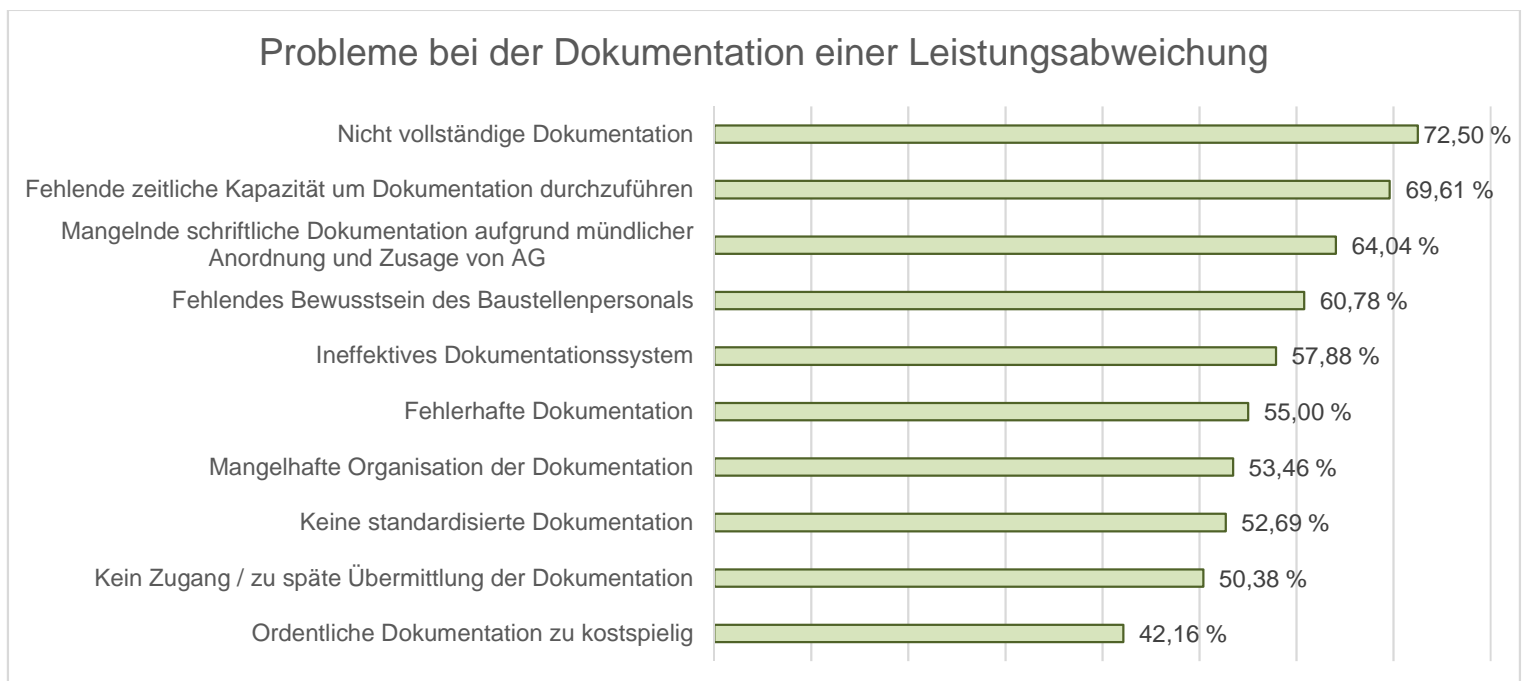 Probleme bei der Dokumentation einer Leistungsabweichung
Nicht vollständige Dokumentation
72,50 %
Fehlende zeitliche Kapazität um Dokumentation durchzuführen
69,61 %
Mangelnde schriftliche Dokumentation aufgrund mündlicher
Anordnung und Zusage von AG
64,04 %
Fehlendes Bewusstsein des Baustellenpersonals
60,78 %
Ineffektives Dokumentationssystem
57,88 %
Fehlerhafte Dokumentation
55,00 %
Mangelhafte Organisation der Dokumentation
53,46 %
Keine standardisierte Dokumentation
52,69 %
Kein Zugang / zu späte Übermittlung der Dokumentation
50,38 %
Ordentliche Dokumentation zu kostspielig
42,16 %